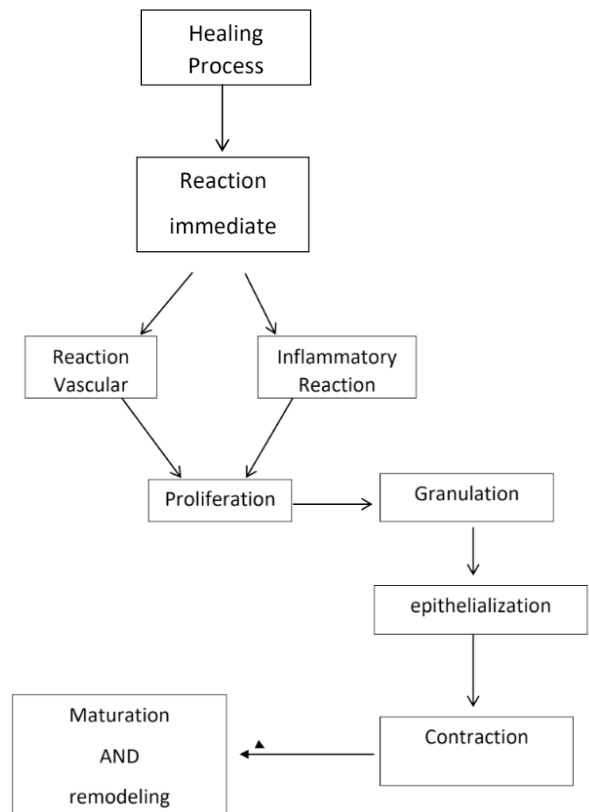 Healing
Process
Reaction
immediate
Reaction
Vascular
Inflammatory
Reaction
Proliferation
Granulation
epithelialization
Contraction
Maturation
AND
remodeling